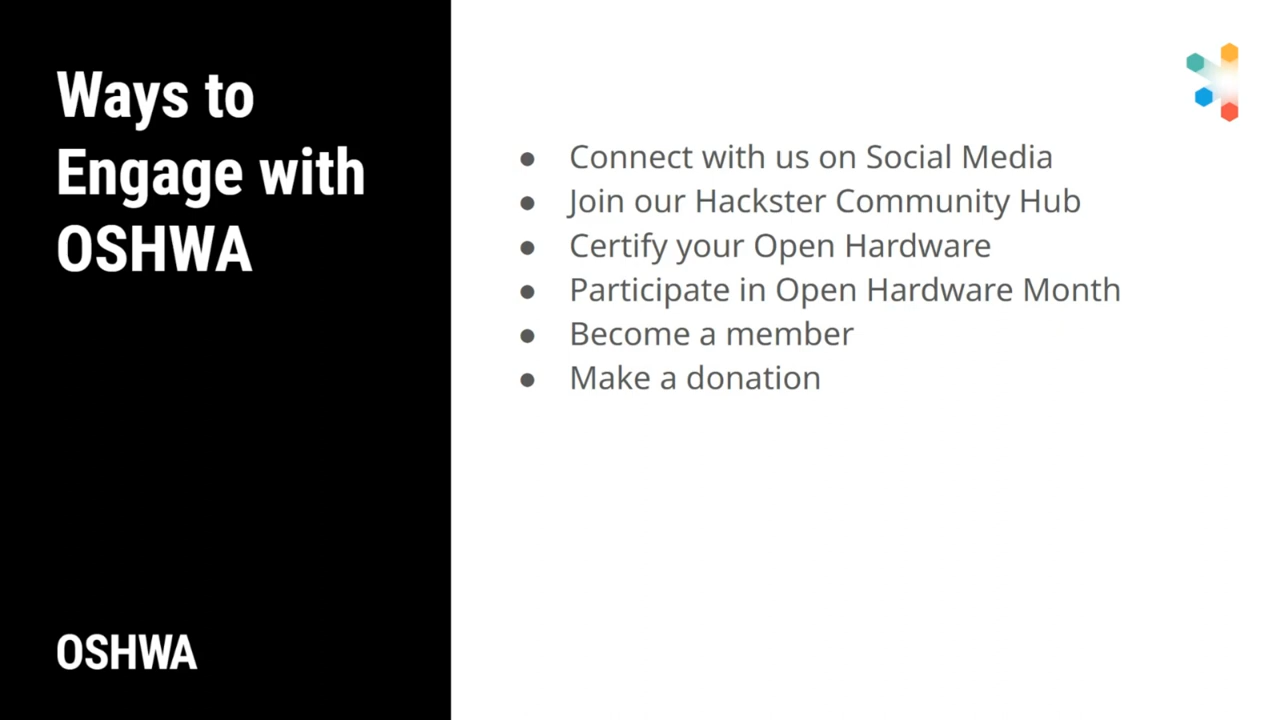 Ways to
Engage with
OSHWA
● Connect with us on Social Media
● Join our Hackster Community Hub
● Certify your Open Hardware
● Participate in Open Hardware Month
● Become a member
● Make a donation
OSHWA